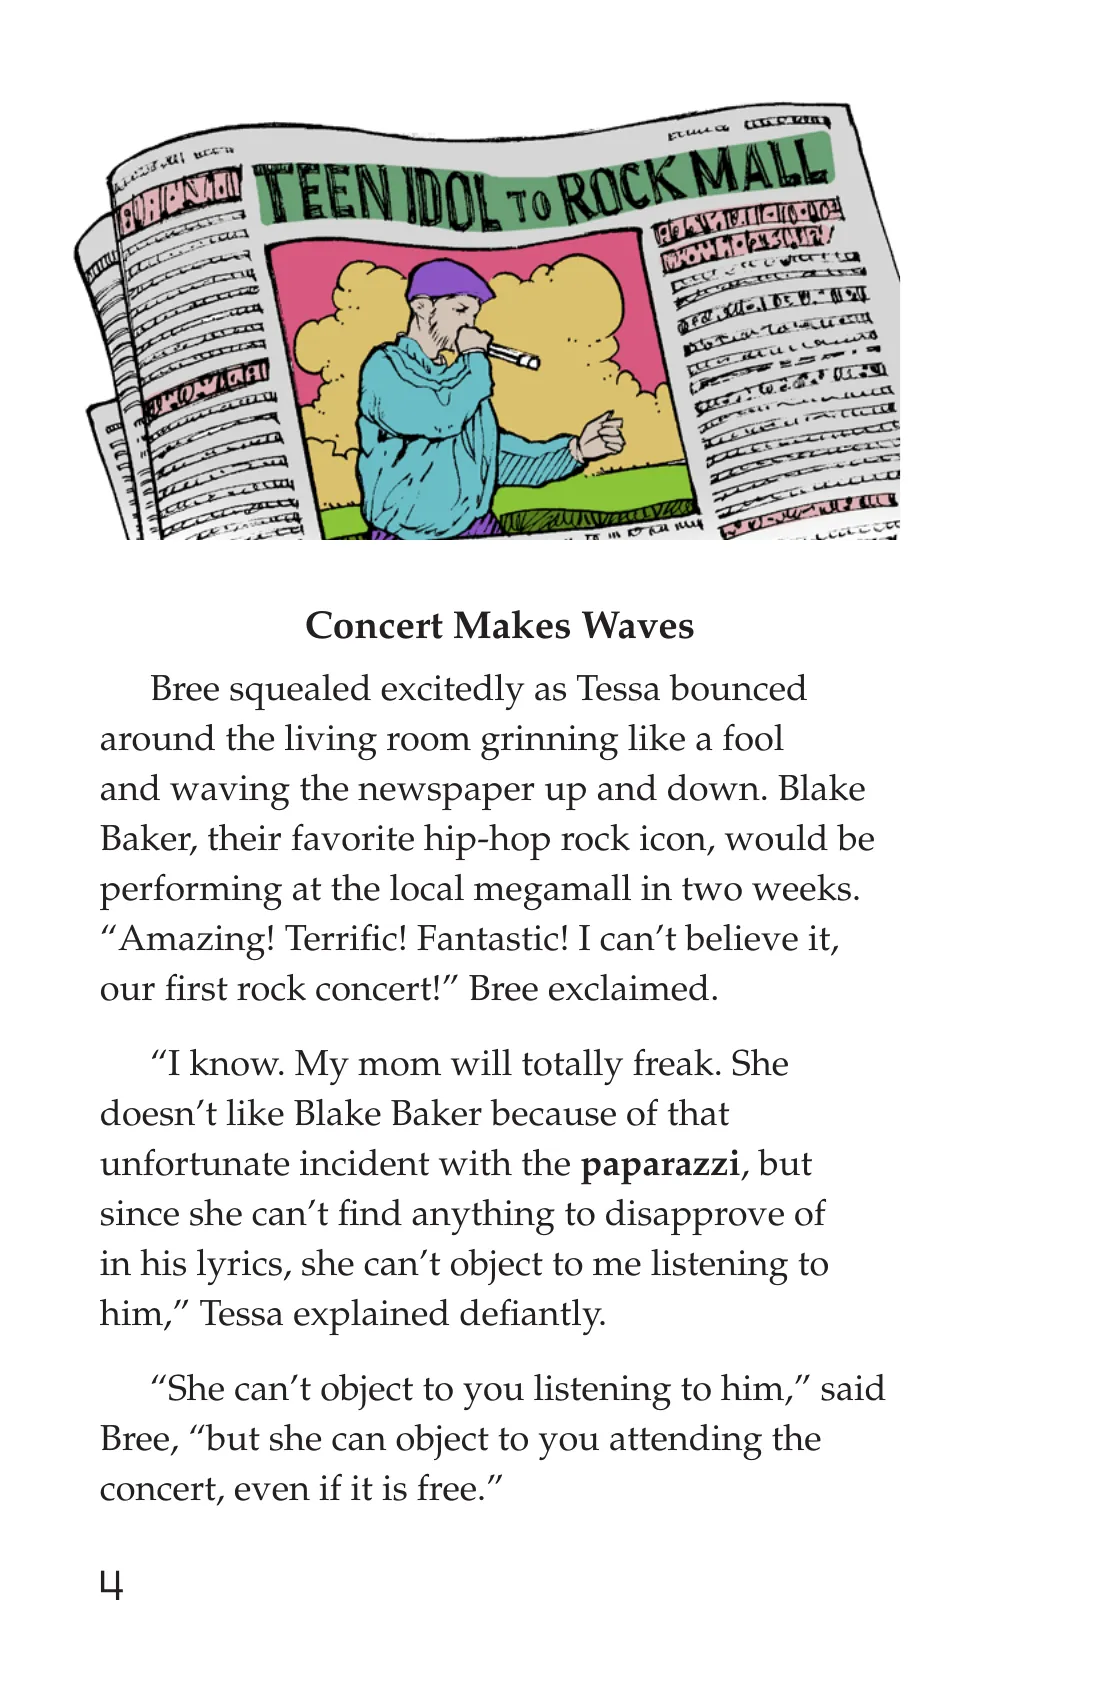 TEEN IDOL TO ROCK MALL
Concert Makes Waves
Bree squealed excitedly as Tessa bounced
around the living room grinning like a fool
and waving the newspaper up and down. Blake
Baker, their favorite hip-hop rock icon, would be
performing at the local megamall in two weeks.
“Amazing! Terrific! Fantastic! I can’t believe it,
our first rock concert!” Bree exclaimed.
“I know. My mom will totally freak. She
doesn’t like Blake Baker because of that
unfortunate incident with the paparazzi, but
since she can’t find anything to disapprove of
in his lyrics, she can’t object to me listening to
him,” Tessa explained defiantly.
“She can’t object to you listening to him,” said
Bree, “but she can object to you attending the
concert, even if it is free.”
4